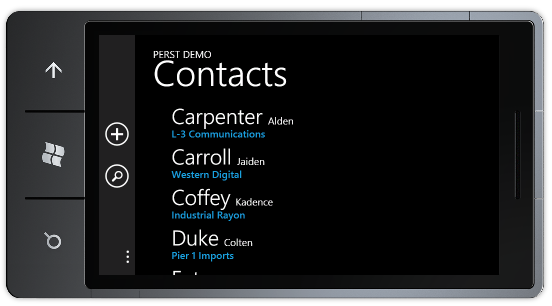 PERST DEMO
Contacts
Carpenter Alden
L-3 Communications
Carroll Jaiden
Western Digital
Coffey Kadence
Industrial Rayon
Duke Colten
Pier 1 Imports